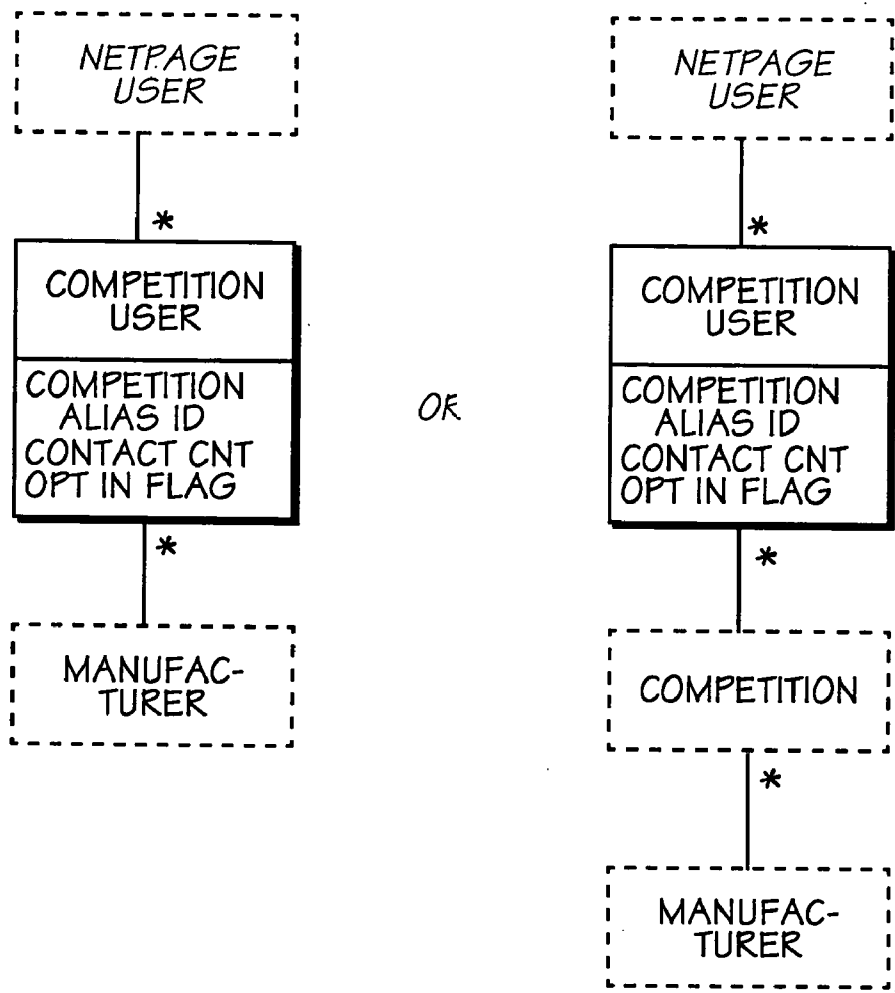 NETPAGE
USER
*
COMPETITION
USER
COMPETITION
ALIAS ID
CONTACT CNT
OPT IN FLAG
*
MANUFAC-
TURER
OR
NETPAGE
USER
*
COMPETITION
USER
COMPETITION
ALIAS ID
CONTACT CNT
OPT IN FLAG
*
COMPETITION
*
MANUFAC-
TURER